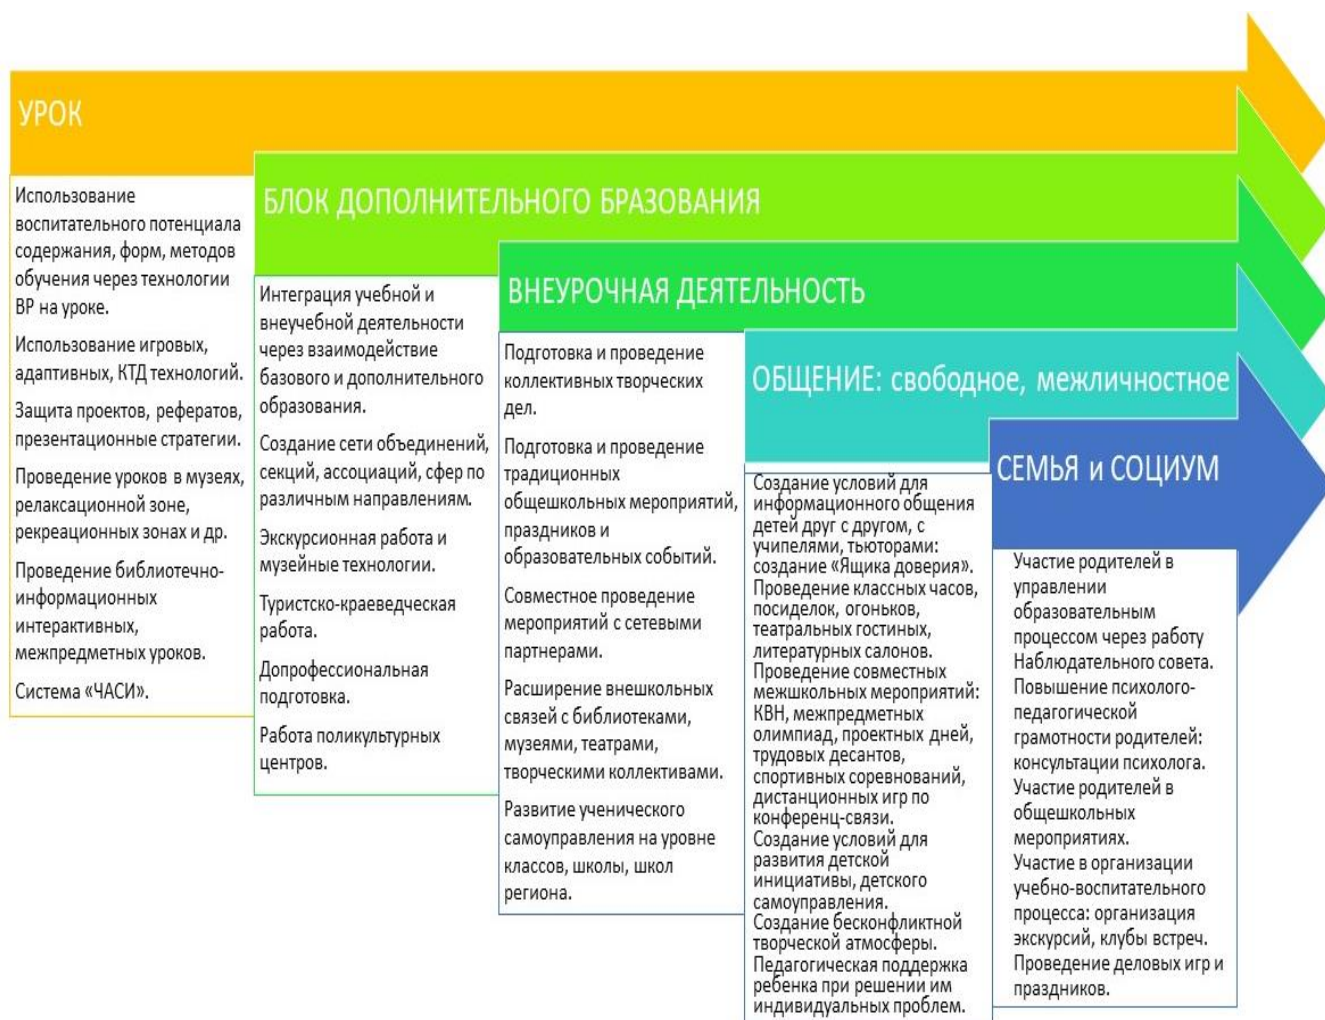 УРОК
Использование
воспитательного потенциала
содержания, форм, методов
обучения через технологии
ВР на уроке.
Использование игровых,
адаптивных, КТД технологий.
Защита проектов, рефератов,
презентационные стратегии.
Проведение уроков в музеях,
релаксационной зоне,
рекреационных зонах и др.
Проведение библиотечно-
информационных
интерактивных,
межпредметных уроков.
Система «ЧАСИ».
БЛОК ДОПОЛНИТЕЛЬНОГО БРАЗОВАНИЯ
Интеграция учебной и
внеучебной деятельности
через взаимодействие
базового и дополнительного
образования.
Создание сети объединений,
секций, ассоциаций, сфер по
различным направлениям.
Экскурсионная работа и
музейные технологии.
Туристско-краеведческая
работа.
Допрофессиональная
подготовка.
Работа поликультурных
центров.
ВНЕУРОЧНАЯ ДЕЯТЕЛЬНОСТЬ
Подготовка и проведение
коллективных творческих
дел.
Подготовка и проведение
традиционных
общешкольных мероприятий,
праздников и
образовательных событий.
Совместное проведение
мероприятий с сетевыми
партнерами.
Расширение внешкольных
связей с библиотеками,
музеями, театрами,
творческими коллективами.
Развитие ученического
самоуправления на уровне
классов, школы, школ
региона.
ОБЩЕНИЕ: свободное, межличностное
Создание условий для
информационного общения
детей друг с другом, с
учипелями, тьюторами:
создание «Ящика доверия».
Проведение классных часов,
посиделок, огоньков,
театральных гостиных,
литературных салонов.
Проведение совместных
межшкольных мероприятий:
КВН, межпредметных
олимпиад, проектных дней,
трудовых десантов,
спортивных соревнований,
дистанционных игр по
конференц-связи.
Создание условий для
развития детской
инициативы, детского
самоуправления.
Создание бесконфликтной
творческой атмосферы.
Педагогическая поддержка
ребенка при решении им
индивидуальных проблем.
СЕМЬЯ и СОЦИУМ
Участие родителей в
управлении
образовательным
процессом через работу
Наблюдательного совета.
Повышение психолого-
педагогической
грамотности родителей:
консультации психолога.
Участие родителей в
общешкольных
мероприятиях.
Участие в организации
учебно-воспитательного
процесса: организация
экскурсий, клубы встреч.
Проведение деловых игр и
праздников.